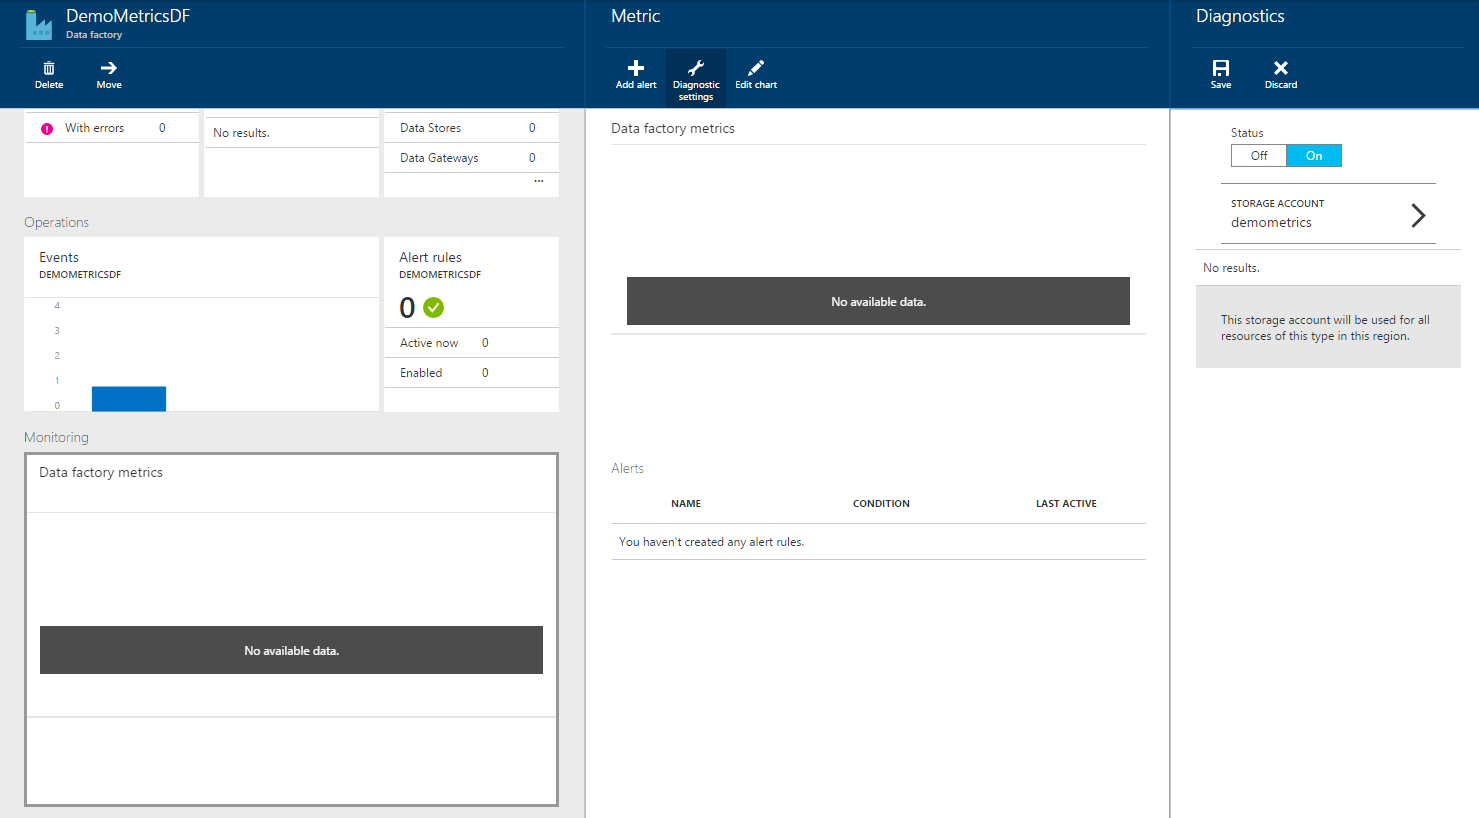 DemoMetricsDF
Data factory
Delete
Move
With errors 0
No results.
Data Stores 0
Data Gateways 0
...
Operations
Events
DEMOMETRICSDF
4
3
2
1
0
Alert rules
DEMOMETRICSDF
0
Active now 0
Enabled 0
Monitoring
Data factory metrics
No available data.
Metric
Add alert
Diagnostic
settings
Edit chart
Data factory metrics
No available data.
Alerts
NAME CONDITION LAST ACTIVE
You haven't created any alert rules.
Diagnostics
Save
Discard
Status
Off On
STORAGE ACCOUNT
demometrics
No results.
This storage account will be used for all
resources of this type in this region.